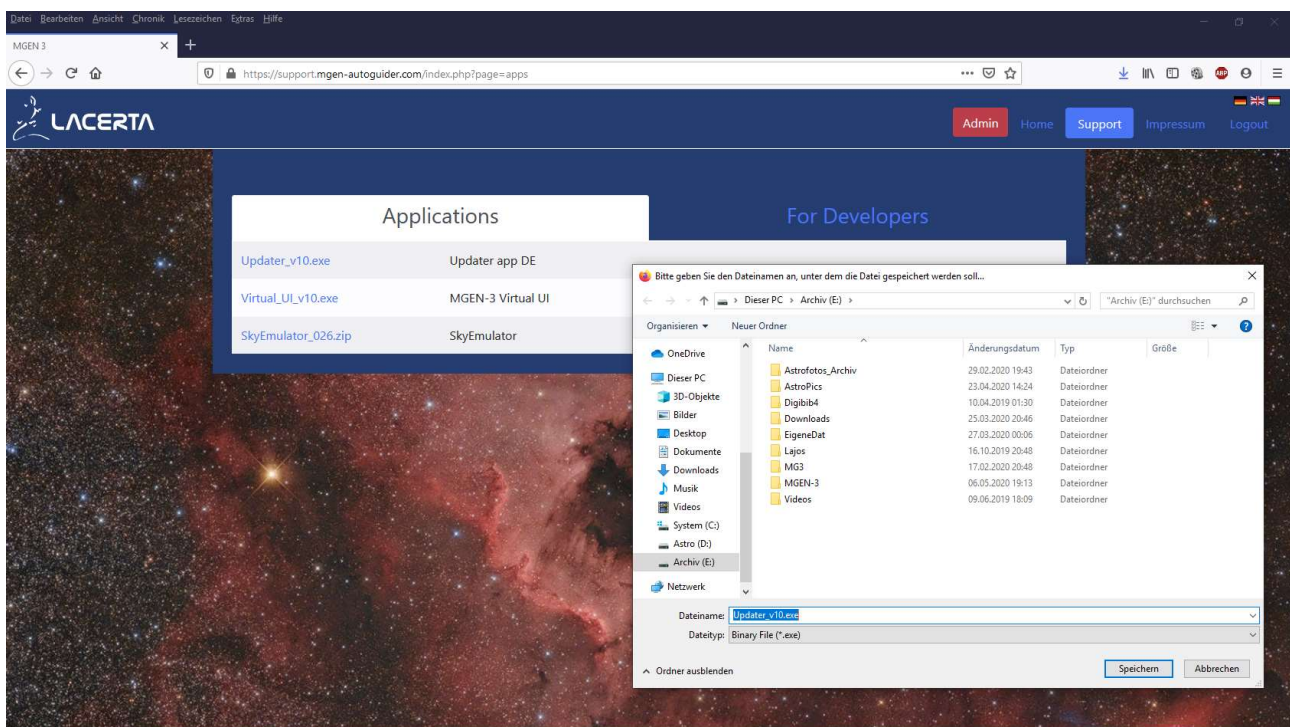 Datei Bearbeiten Ansicht Chronik Lesezeichen Extras Hilfe
MGEN 3
https://support.mgen-autoguider.com/index.php?page=apps
ABP
LACERTA
Admin Home Support Impressum Logout
Applications For Developers
Updater_v10.exe Updater app DE
Virtual_UI_v10.exe MGEN-3 Virtual UI
SkyEmulator_026.zip SkyEmulator
Bitte geben Sie den Dateinamen an, unter dem die Datei gespeichert werden soll...
Dieser PC › Archiv (E:) › "Archiv (E:)" durchsuchen
Organisieren Neuer Ordner
OneDrive
Dieser PC
3D-Objekte
Bilder
Desktop
Dokumente
Downloads
Musik
Videos
System (C:)
Astro (D:)
Archiv (E:)
Netzwerk
Name Änderungsdatum Typ Größe
Astrofotos_Archiv 29.02.2020 19:43 Dateiordner
AstroPics 23.04.2020 14:24 Dateiordner
Digibib4 10.04.2019 01:30 Dateiordner
Downloads 25.03.2020 20:46 Dateiordner
EigeneDat 27.03.2020 00:06 Dateiordner
Lajos 16.10.2019 20:48 Dateiordner
MG3 17.02.2020 20:48 Dateiordner
MGEN-3 06.05.2020 19:13 Dateiordner
Videos 09.06.2019 18:09 Dateiordner
Dateiname: Updater_v10.exe
Dateityp: Binary File (*.exe)
Ordner ausblenden Speichern Abbrechen